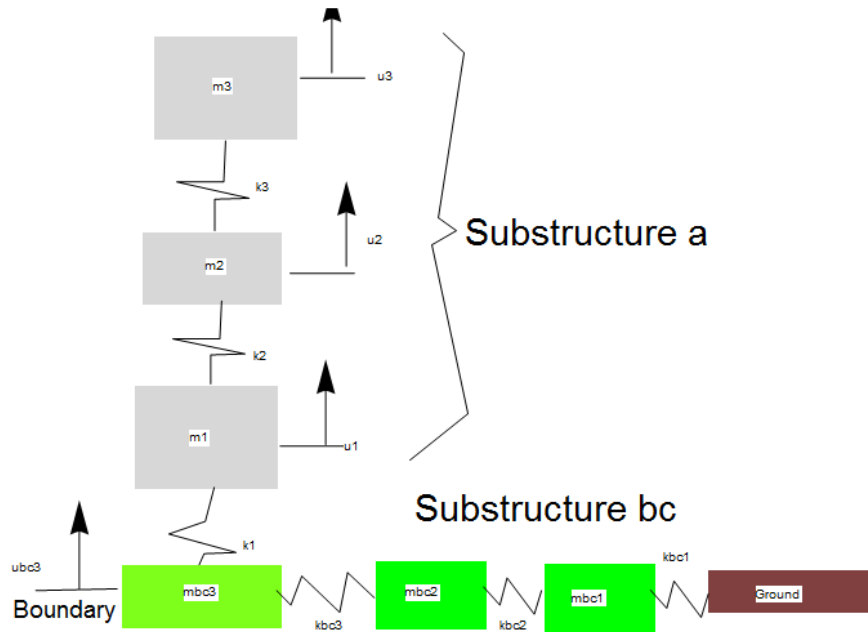 m3
u3
k3
u2
m2
Substructure a
k2
m1
u1
Substructure bc
k1
kbc1
ubc3
mbc3
mbc2
mbc1
Ground
Boundary
kbc3
kbc2